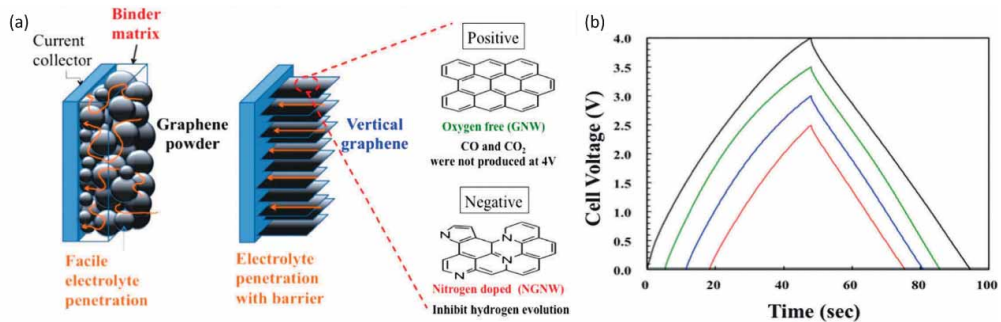 (a)
Binder
matrix
Current
collector
Graphene
powder
Facile
electrolyte
penetration
Vertical
graphene
Electrolyte
penetration
with barrier
Positive
Oxygen free (GNW)
CO and CO₂
were not produced at 4V
Negative
N
N
N
N
Nitrogen doped (NGNW)
Inhibit hydrogen evolution
(b)
Cell Voltage (V)
4.0
3.5
3.0
2.5
2.0
1.5
1.0
0.5
0.0
0
20
40
60
80
100
Time (sec)